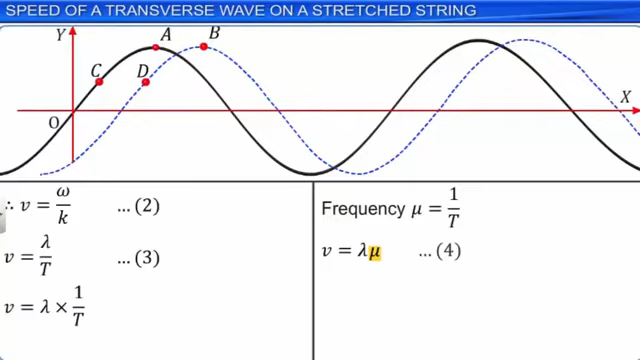 SPEED OF A TRANSVERSE WAVE ON A STRETCHED STRING
Y
A
B
C
D
X
O
∴ v = ω/k ...(2)
v = λ/T ...(3)
v = λ × 1/T
Frequency μ = 1/T
v = λμ ...(4)